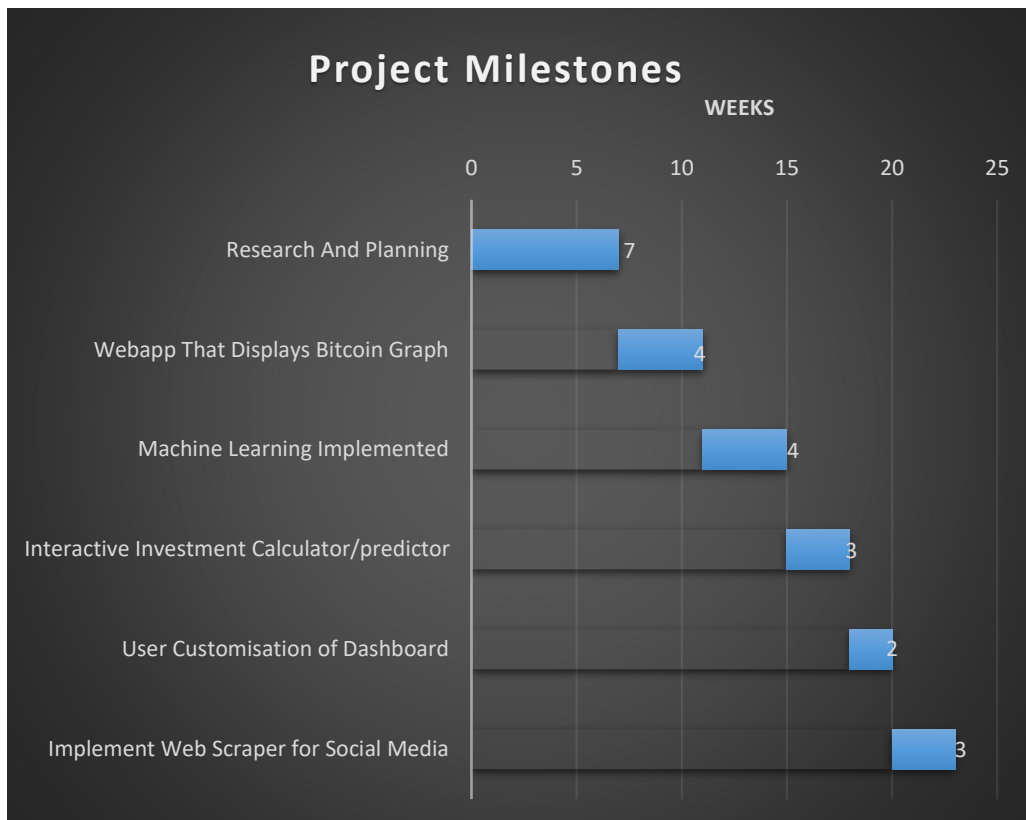 Project Milestones
WEEKS
0 5 10 15 20 25
Research And Planning 7
Webapp That Displays Bitcoin Graph 4
Machine Learning Implemented 4
Interactive Investment Calculator/predictor 3
User Customisation of Dashboard 2
Implement Web Scraper for Social Media 3